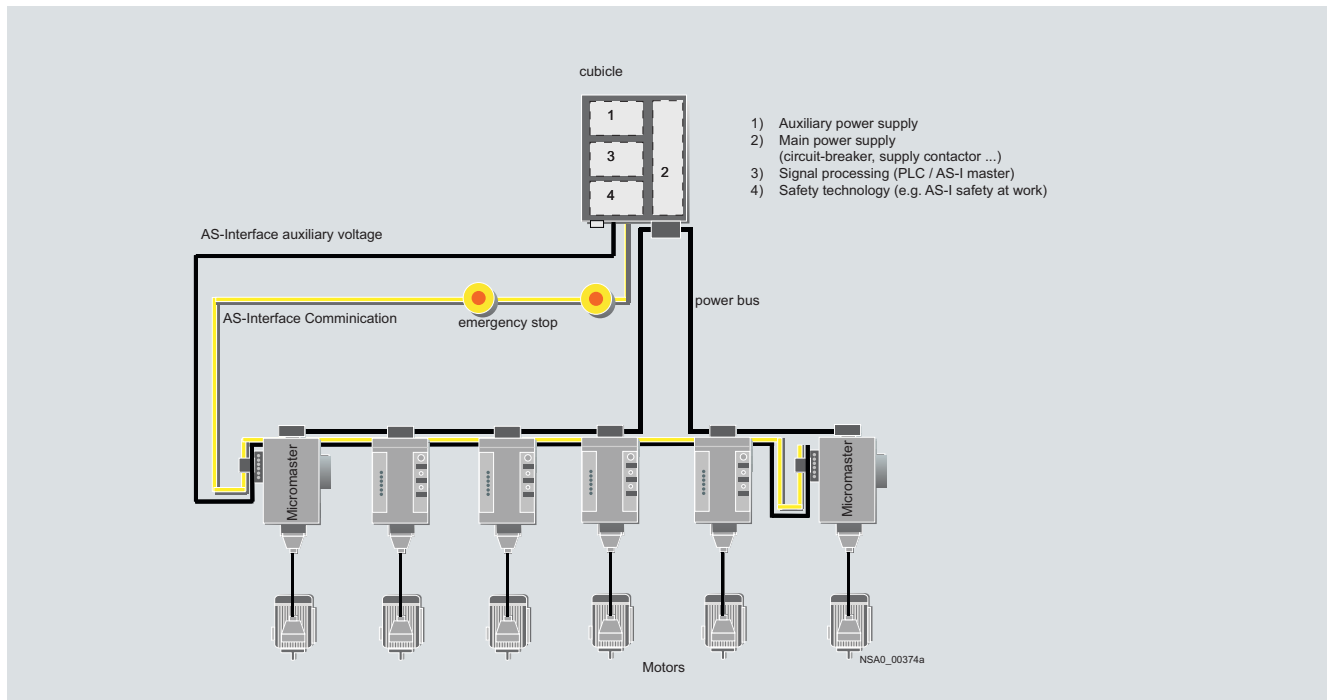 cubicle
1
3
4
2
1) Auxiliary power supply
2) Main power supply
(circuit-breaker, supply contactor ...)
3) Signal processing (PLC / AS-I master)
4) Safety technology (e.g. AS-I safety at work)
AS-Interface auxiliary voltage
AS-Interface Comminication
emergency stop
power bus
Micromaster
Micromaster
Motors
NSA0_00374a